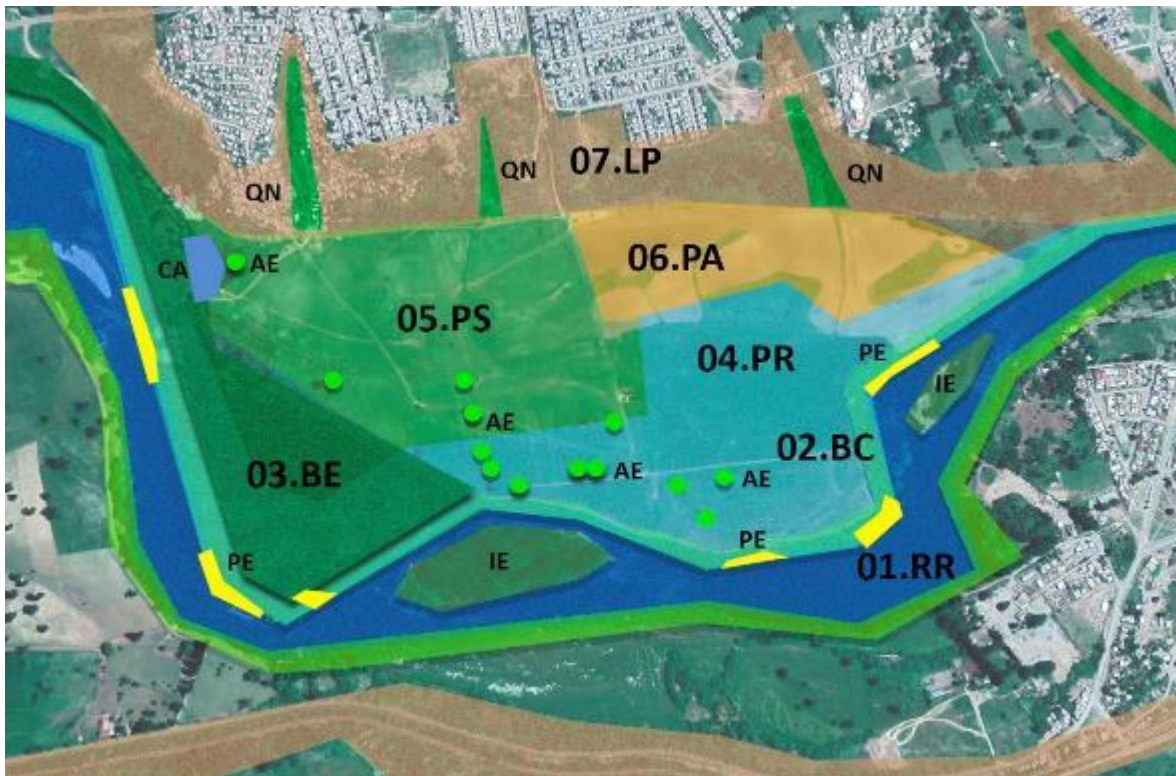 07.LP
QN
QN
QN
06.PA
CA
AE
05.PS
04.PR
PE
IE
AE
02.BC
03.BE
AE
AE
PE
PE
IE
01.RR